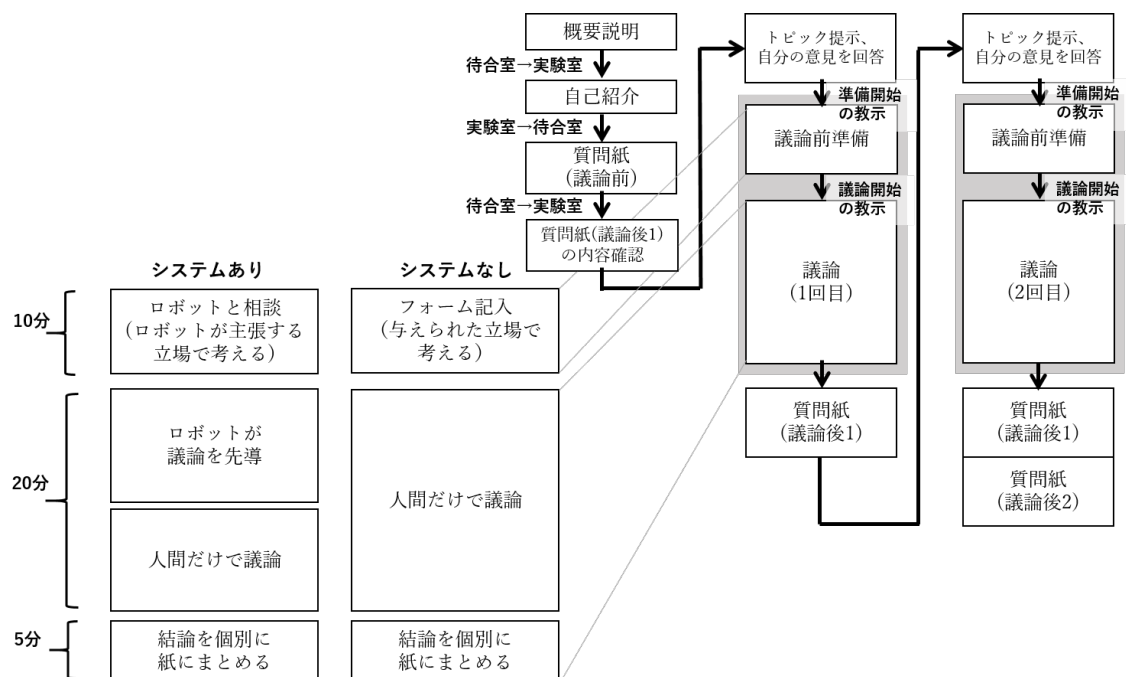 概要説明
待合室→実験室
自己紹介
実験室→待合室
質問紙
(議論前)
待合室→実験室
質問紙(議論後1)
の内容確認
トピック提示、
自分の意見を回答
準備開始
の教示
議論前準備
議論開始
の教示
議論
(1回目)
質問紙
(議論後1)
トピック提示、
自分の意見を回答
準備開始
の教示
議論前準備
議論開始
の教示
議論
(2回目)
質問紙
(議論後1)
質問紙
(議論後2)
システムあり
システムなし
10分
ロボットと相談
(ロボットが主張する
立場で考える)
フォーム記入
(与えられた立場で
考える)
20分
ロボットが
議論を先導
人間だけで議論
人間だけで議論
5分
結論を個別に
紙にまとめる
結論を個別に
紙にまとめる